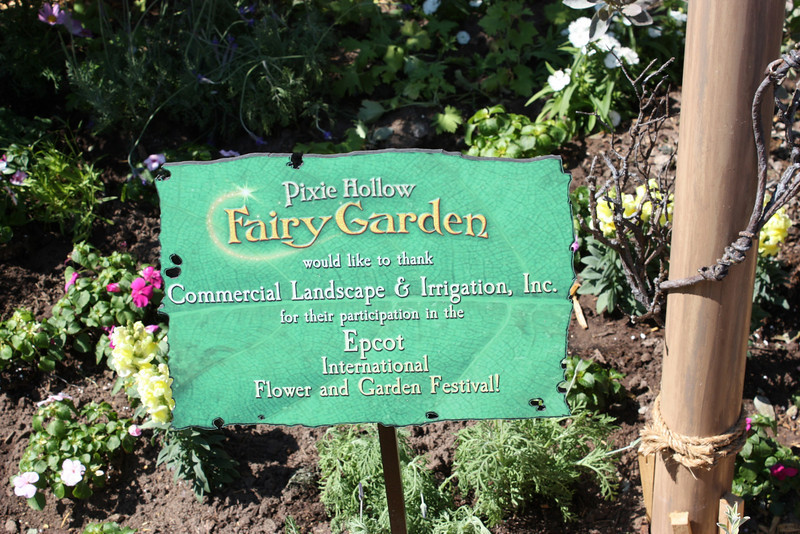 Pixie Hollow
Fairy Garden
would like to thank
Commercial Landscape & Irrigation, Inc.
for their participation in the
Epcot
International
Flower and Garden Festival!